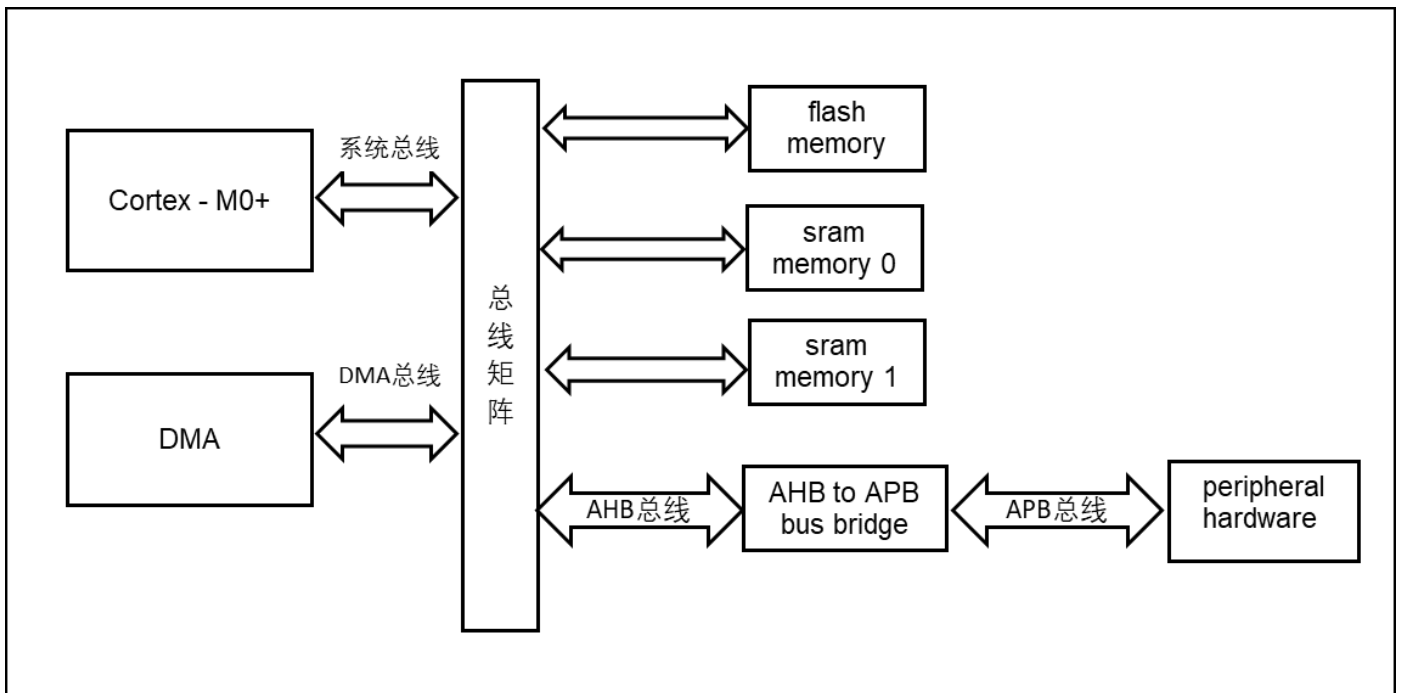 Cortex - M0+
系统总线
DMA
DMA总线
总
线
矩
阵
flash
memory
sram
memory 0
sram
memory 1
AHB总线
AHB to APB
bus bridge
APB总线
peripheral
hardware